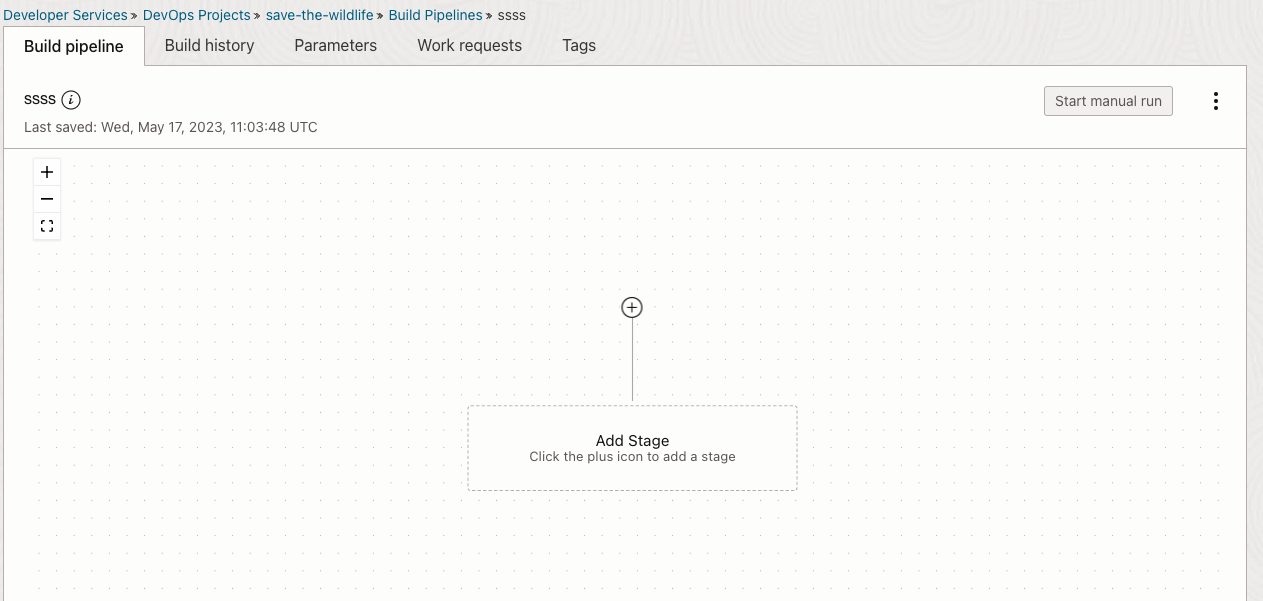 Developer Services » DevOps Projects » save-the-wildlife » Build Pipelines » ssss
Build pipeline Build history Parameters Work requests Tags
ssss i Start manual run
Last saved: Wed, May 17, 2023, 11:03:48 UTC
Add Stage
Click the plus icon to add a stage